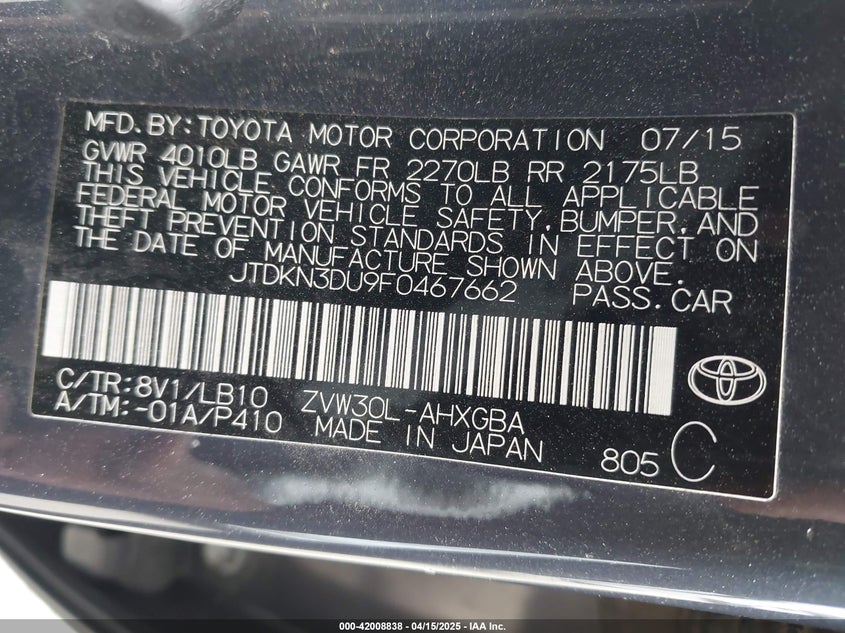 MFD.BY:TOYOTA MOTOR CORPORATION 07/15
GVWR 4010LB GAWR FR 2270LB RR 2175LB
THIS VEHICLE CONFORMS TO ALL APPLICABLE
FEDERAL MOTOR VEHICLE SAFETY,BUMPER,AND
THEFT PREVENTION STANDARDS IN EFFECT ON
THE DATE OF MANUFACTURE SHOWN ABOVE.
JTDKN3DU9F0467662 PASS.CAR
C/TR:8V1/LB10 ZVW30L-AHXGBA
A/TM:-01A/P410 MADE IN JAPAN
805 C
000-42008838 - 04/15/2025 - IAA Inc.